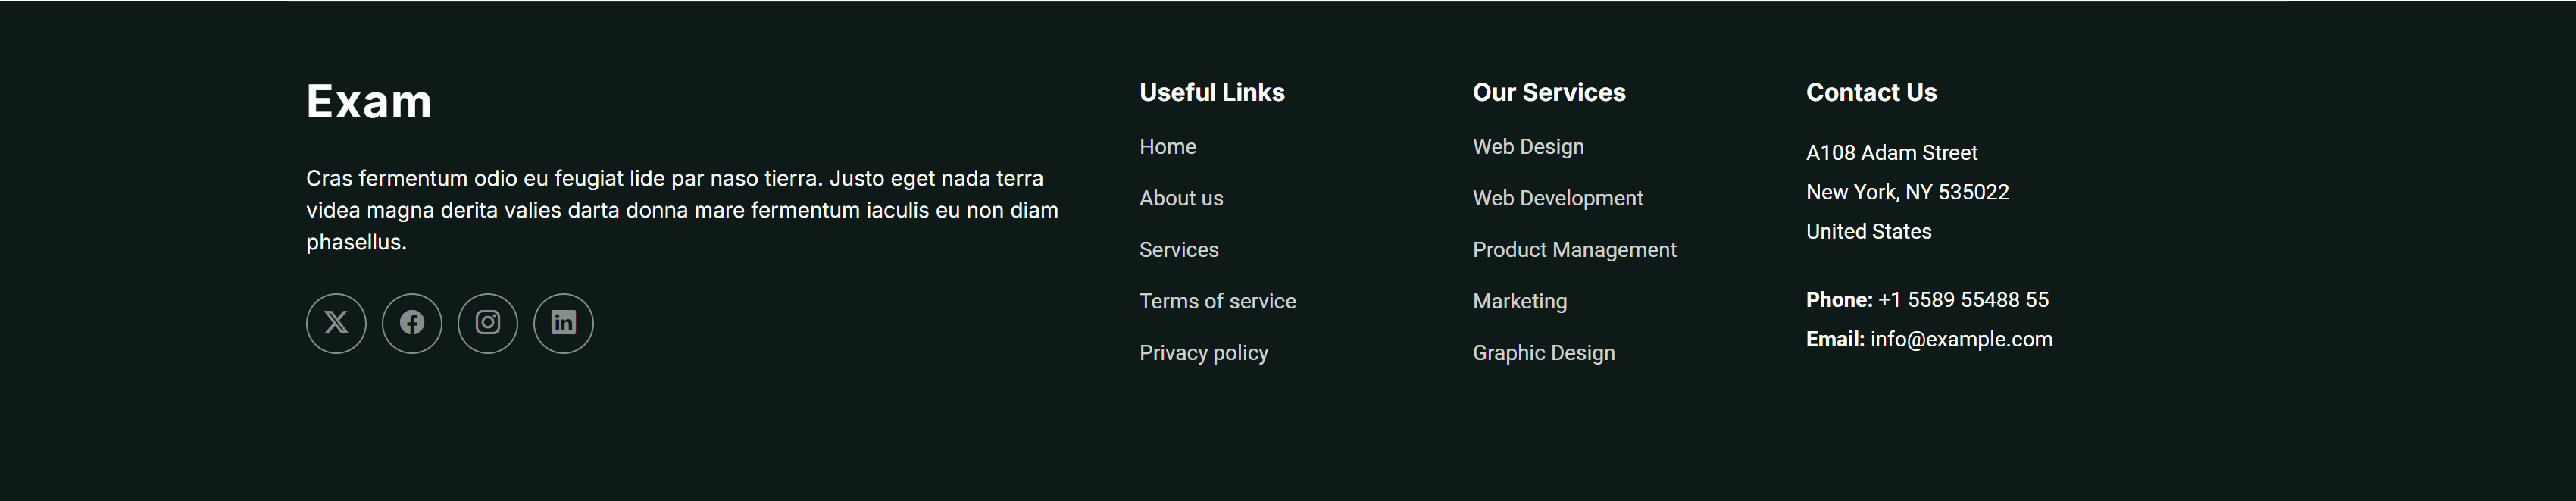 Exam
Cras fermentum odio eu feugiat lide par naso tierra. Justo eget nada terra
videa magna derita valies darta donna mare fermentum iaculis eu non diam
phasellus.
Useful Links
Home
About us
Services
Terms of service
Privacy policy
Our Services
Web Design
Web Development
Product Management
Marketing
Graphic Design
Contact Us
A108 Adam Street
New York, NY 535022
United States
Phone: +1 5589 55488 55
Email: info@example.com